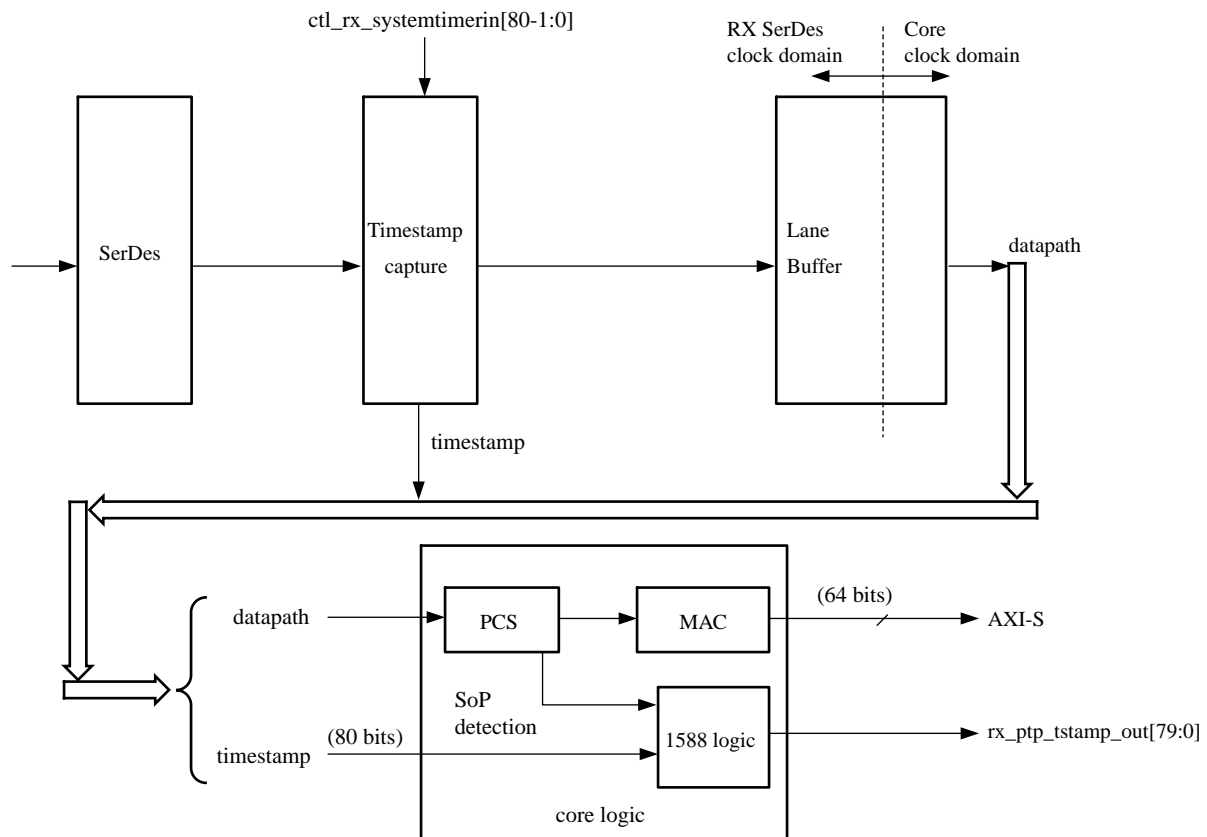 ctl_rx_systemtimerin[80-1:0]
RX SerDes
clock domain
Core
clock domain
SerDes
Timestamp
capture
Lane
Buffer
datapath
timestamp
datapath
PCS
MAC
(64 bits)
AXI-S
SoP
detection
timestamp
(80 bits)
1588 logic
rx_ptp_tstamp_out[79:0]
core logic